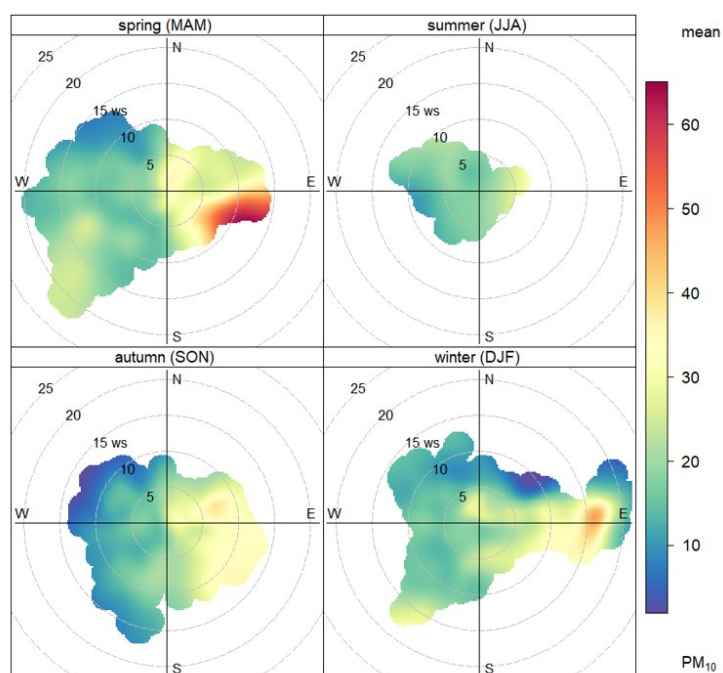 spring (MAM)
summer (JJA)
mean
25
20
15 ws
10
5
N
W
E
S
25
20
15 ws
10
5
N
W
E
S
60
50
40
30
20
10
autumn (SON)
winter (DJF)
25
20
15 ws
10
5
N
W
E
S
25
20
15 ws
10
5
N
W
E
S
PM₁₀